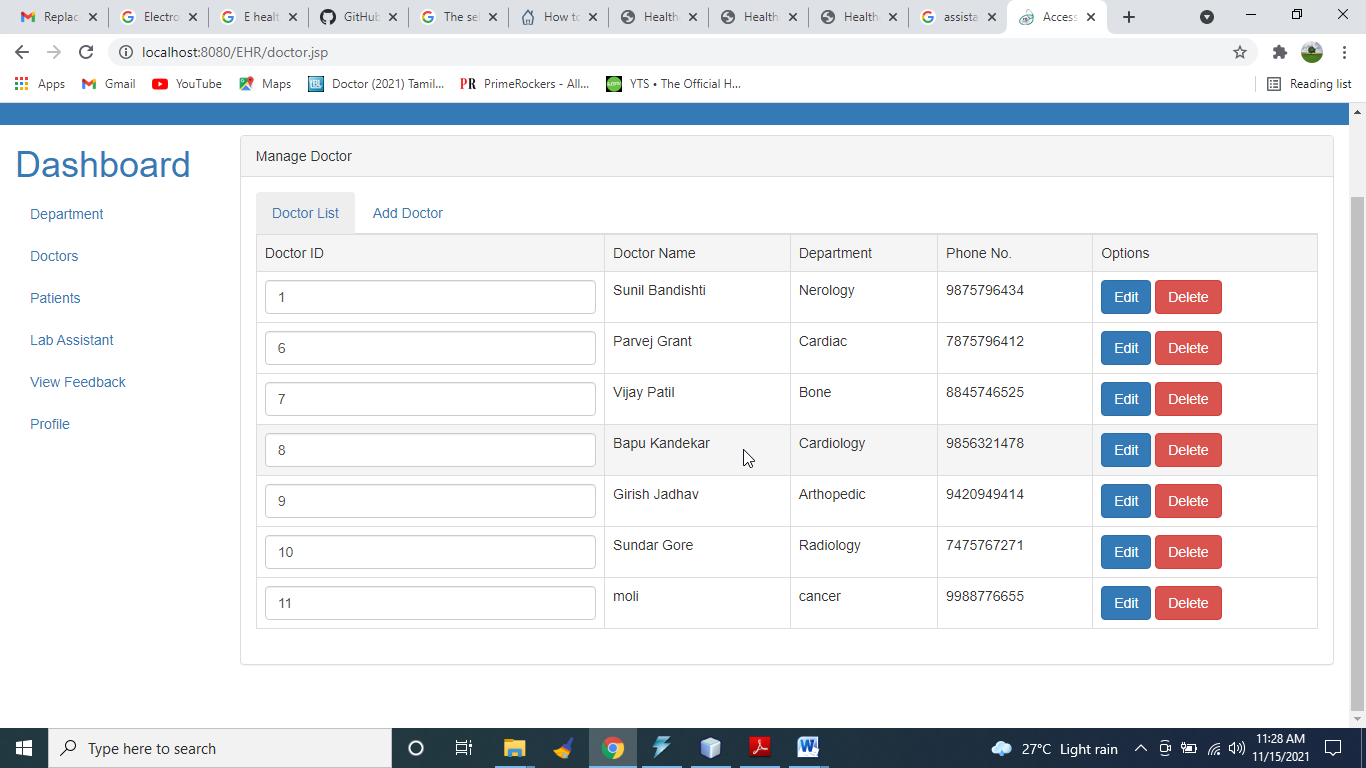 Replac
Electro
E healt
GitHub
The sel
How to
Healthc
Health
Health
assista
Access
localhost:8080/EHR/doctor.jsp
Apps Gmail YouTube Maps Doctor (2021) Tamil... PR PrimeRockers - All... YTS • The Official H... Reading list
Dashboard
Department
Doctors
Patients
Lab Assistant
View Feedback
Profile
Manage Doctor
Doctor List Add Doctor
Doctor ID Doctor Name Department Phone No. Options
1 Sunil Bandishti Nerology 9875796434 Edit Delete
6 Parvej Grant Cardiac 7875796412 Edit Delete
7 Vijay Patil Bone 8845746525 Edit Delete
8 Bapu Kandekar Cardiology 9856321478 Edit Delete
9 Girish Jadhav Arthopedic 9420949414 Edit Delete
10 Sundar Gore Radiology 7475767271 Edit Delete
11 moli cancer 9988776655 Edit Delete
Type here to search
27°C Light rain
11:28 AM
11/15/2021